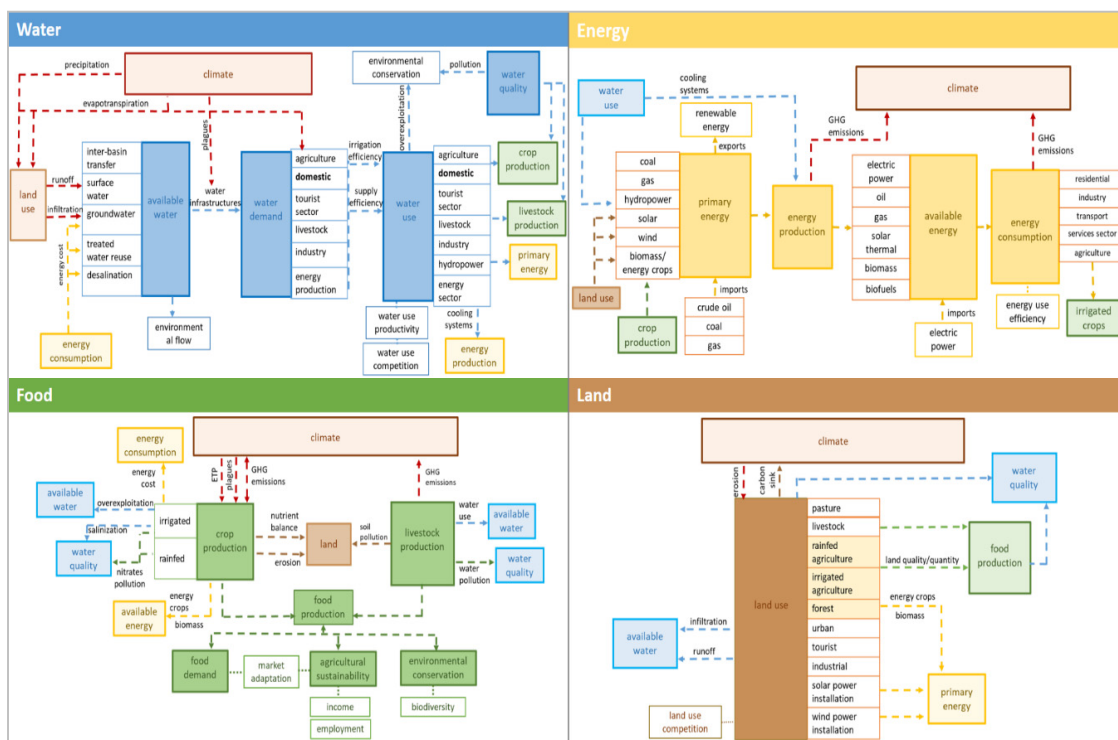 Water
precipitation
climate
evapotranspiration
plagues
environmental
conservation
pollution
water
quality
overexploitation
inter-basin
transfer
surface
water
groundwater
treated
water reuse
desalination
land
use
runoff
infiltration
energy cost
energy
consumption
available
water
environment
al flow
water
infrastructures
water
demand
agriculture
domestic
tourist
sector
livestock
industry
energy
production
irrigation
efficiency
supply
efficiency
water
use
agriculture
domestic
tourist
sector
livestock
industry
hydropower
energy
sector
crop
production
livestock
production
primary
energy
cooling
systems
energy
production
water use
productivity
water use
competition
Energy
water
use
cooling
systems
climate
renewable
energy
exports
GHG
emissions
GHG
emissions
coal
gas
hydropower
solar
wind
biomass/
energy crops
primary
energy
energy
production
electric
power
oil
gas
solar
thermal
biomass
biofuels
available
energy
energy
consumption
residential
industry
transport
services sector
agriculture
land use
crop
production
imports
crude oil
coal
gas
imports
electric
power
energy use
efficiency
irrigated
crops
Food
energy
consumption
climate
energy
cost
ETP
plagues
GHG
emissions
GHG
emissions
available
water
overexploitation
salinization
water
quality
nitrates
pollution
irrigated
rainfed
crop
production
nutrient
balance
erosion
land
soil
pollution
livestock
production
water
use
available
water
water
pollution
water
quality
energy
crops
biomass
available
energy
food
production
food
demand
market
adaptation
agricultural
sustainability
environmental
conservation
income
employment
biodiversity
Land
climate
erosion
carbon
sink
water
quality
land use
pasture
livestock
rainfed
agriculture
irrigated
agriculture
forest
urban
tourist
industrial
solar power
installation
wind power
installation
land quality/quantity
food
production
energy crops
biomass
primary
energy
available
water
infiltration
runoff
land use
competition